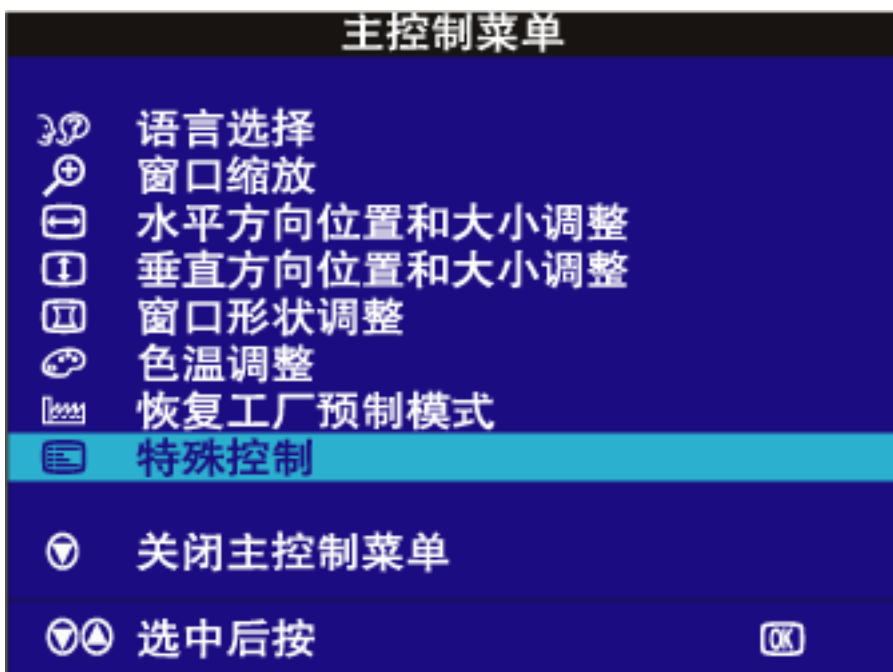 主控制菜单
语言选择
窗口缩放
水平方向位置和大小调整
垂直方向位置和大小调整
窗口形状调整
色温调整
恢复工厂预制模式
特殊控制
关闭主控制菜单
选中后按 OK